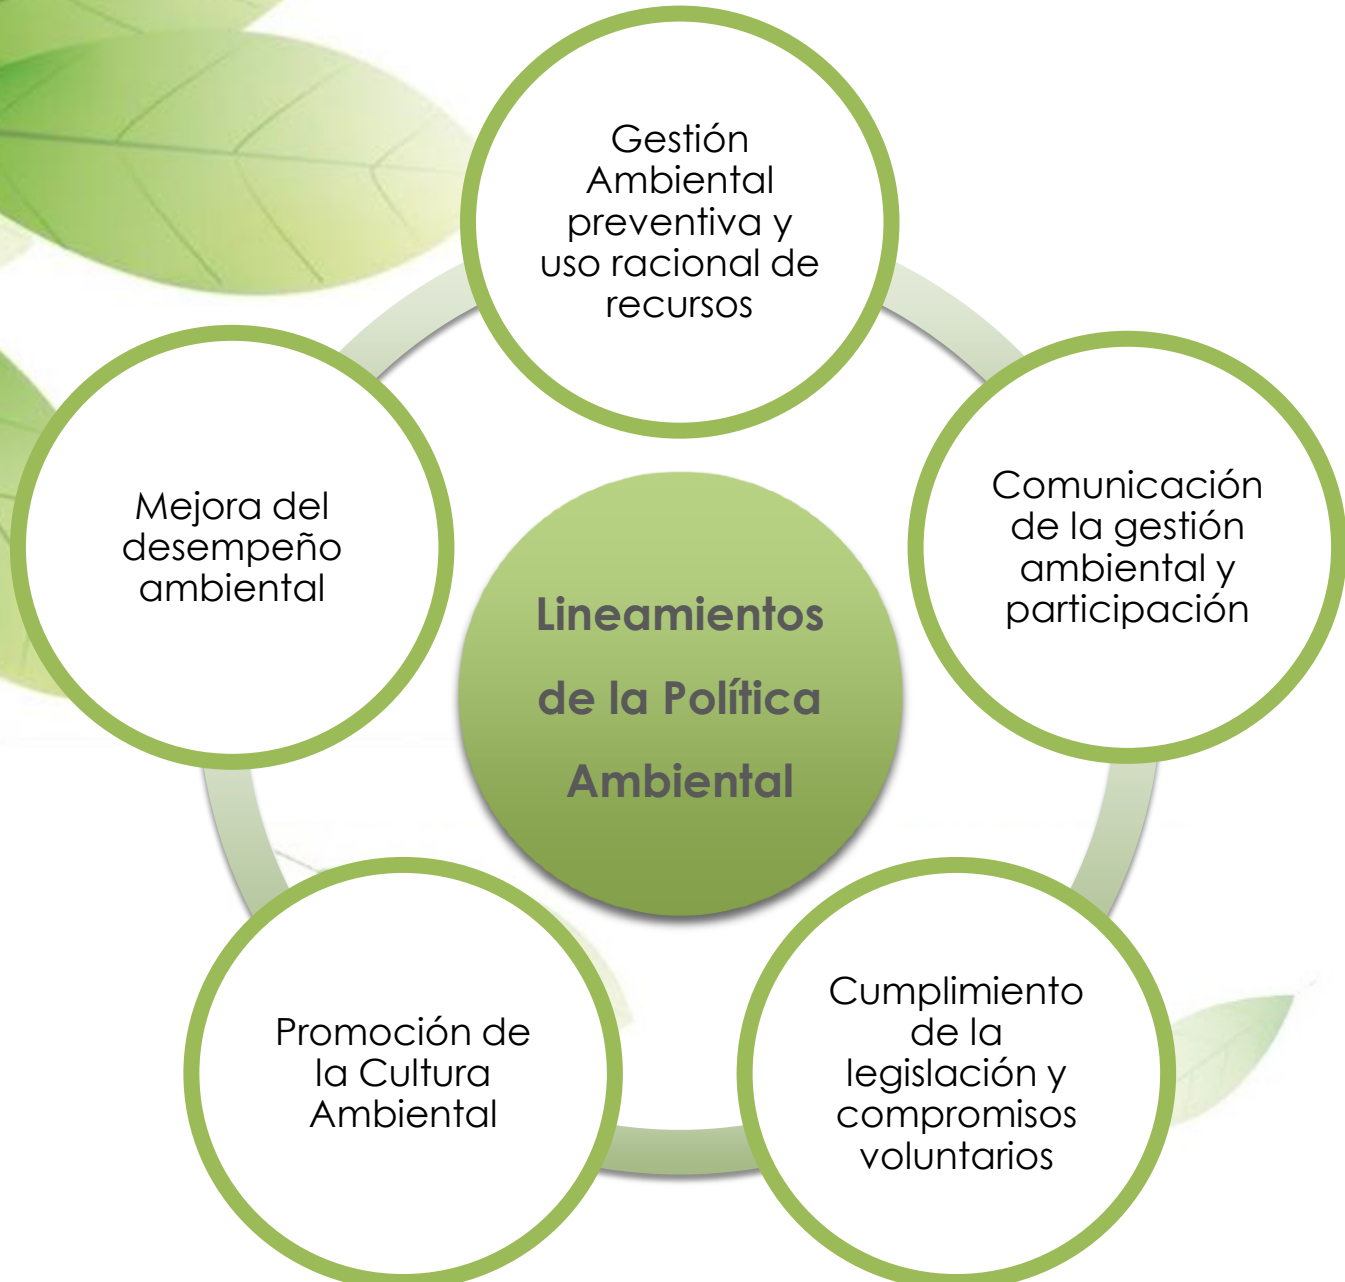 Gestión
Ambiental
preventiva y
uso racional de
recursos
Comunicación
de la gestión
ambiental y
participación
Cumplimiento
de la
legislación y
compromisos
voluntarios
Promoción de
la Cultura
Ambiental
Mejora del
desempeño
ambiental
Lineamientos
de la Política
Ambiental